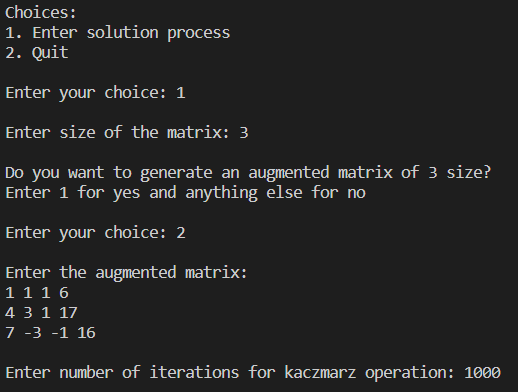 Choices:
1. Enter solution process
2. Quit
Enter your choice: 1
Enter size of the matrix: 3
Do you want to generate an augmented matrix of 3 size?
Enter 1 for yes and anything else for no
Enter your choice: 2
Enter the augmented matrix:
1 1 1 6
4 3 1 17
7 -3 -1 16
Enter number of iterations for kaczmarz operation: 1000